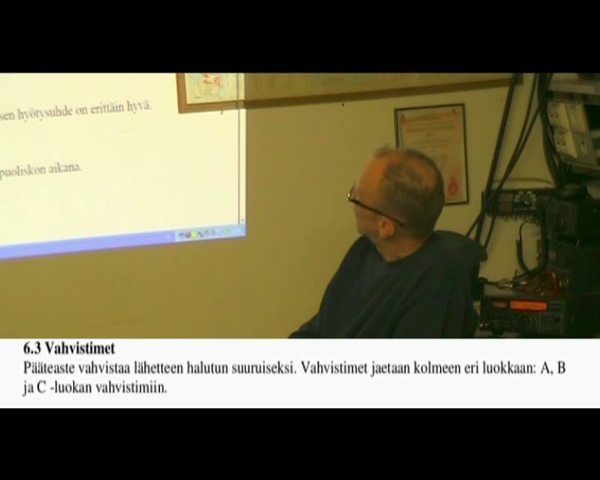 sen hyötysuhde on erittäin hyvä.
puoliskon aikana.
6.3 Vahvistimet
Pääteaste vahvistaa lähetteen halutun suuruiseksi. Vahvistimet jaetaan kolmeen eri luokkaan: A, B
ja C -luokan vahvistimiin.